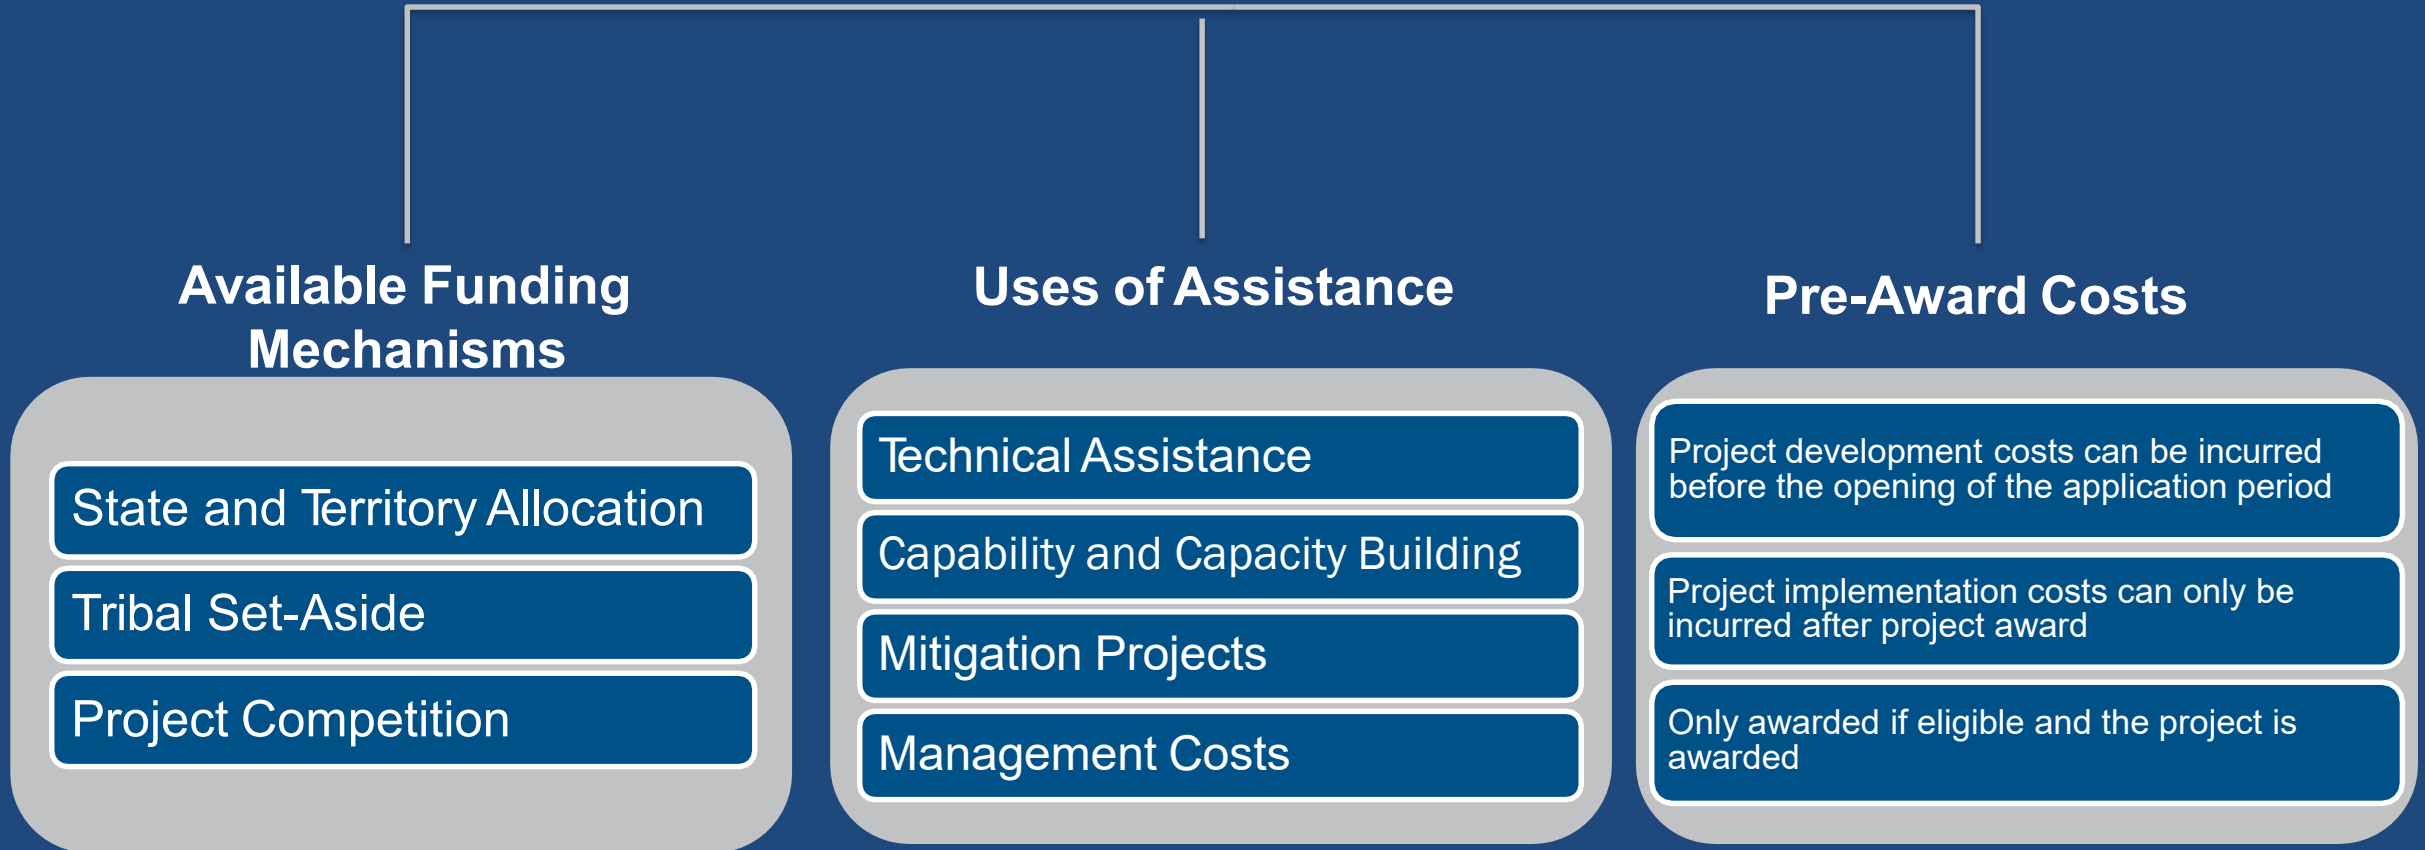 Available Funding
Mechanisms
State and Territory Allocation
Tribal Set-Aside
Project Competition
Uses of Assistance
Technical Assistance
Capability and Capacity Building
Mitigation Projects
Management Costs
Pre-Award Costs
Project development costs can be incurred
before the opening of the application period
Project implementation costs can only be
incurred after project award
Only awarded if eligible and the project is
awarded